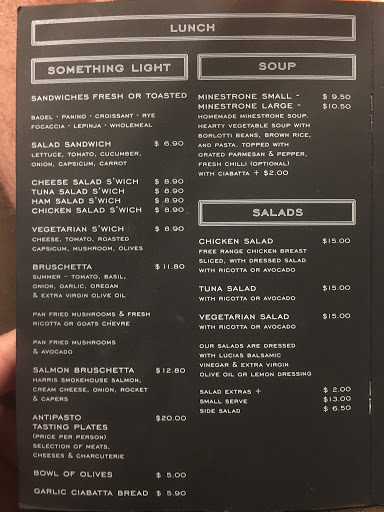 LUNCH
SOMETHING LIGHT
SANDWICHES FRESH OR TOASTED
BAGEL - PANINO - CROISSANT - RYE
FOCACCIA - LEPINJA - WHOLEMEAL
SALAD SANDWICH $ 6.90
LETTUCE, TOMATO, CUCUMBER,
ONION, CAPSICUM, CARROT
CHEESE SALAD S'WICH $ 8.90
TUNA SALAD S'WICH $ 8.90
HAM SALAD S'WICH $ 8.90
CHICKEN SALAD S'WICH $ 8.90
VEGETARIAN S'WICH $ 8.90
CHEESE, TOMATO, ROASTED
CAPSICUM, MUSHROOM, OLIVES
BRUSCHETTA $11.80
SUMMER - TOMATO, BASIL,
ONION, GARLIC, OREGAN
& EXTRA VIRGIN OLIVE OIL
PAN FRIED MUSHROOMS & FRESH
RICOTTA OR GOATS CHEVRE
PAN FRIED MUSHROOMS
& AVOCADO
SALMON BRUSCHETTA $12.80
HARRIS SMOKEHOUSE SALMON,
CREAM CHEESE, ONION, ROCKET
& CAPERS
ANTIPASTO $20.00
TASTING PLATES
(PRICE PER PERSON)
SELECTION OF MEATS,
CHEESES & CHARCUTERIE
BOWL OF OLIVES $ 5.00
GARLIC CIABATTA BREAD $ 5.90
SOUP
MINESTRONE SMALL - $ 9.50
MINESTRONE LARGE - $10.50
HOMEMADE MINESTRONE SOUP.
HEARTY VEGETABLE SOUP WITH
BORLOTTI BEANS, BROWN RICE,
AND PASTA. TOPPED WITH
GRATED PARMESAN & PEPPER,
FRESH CHILLI (OPTIONAL)
WITH CIABATTA + $2.00
SALADS
CHICKEN SALAD $15.00
FREE RANGE CHICKEN BREAST
SLICED, WITH DRESSED SALAD
WITH RICOTTA OR AVOCADO
TUNA SALAD $15.00
WITH RICOTTA OR AVOCADO
VEGETARIAN SALAD $15.00
WITH RICOTTA OR AVOCADO
OUR SALADS ARE DRESSED
WITH LUCIAS BALSAMIC
VINEGAR & EXTRA VIRGIN
OLIVE OIL OR LEMON DRESSING
SALAD EXTRAS + $ 2.00
SMALL SERVE $13.00
SIDE SALAD $ 6.50